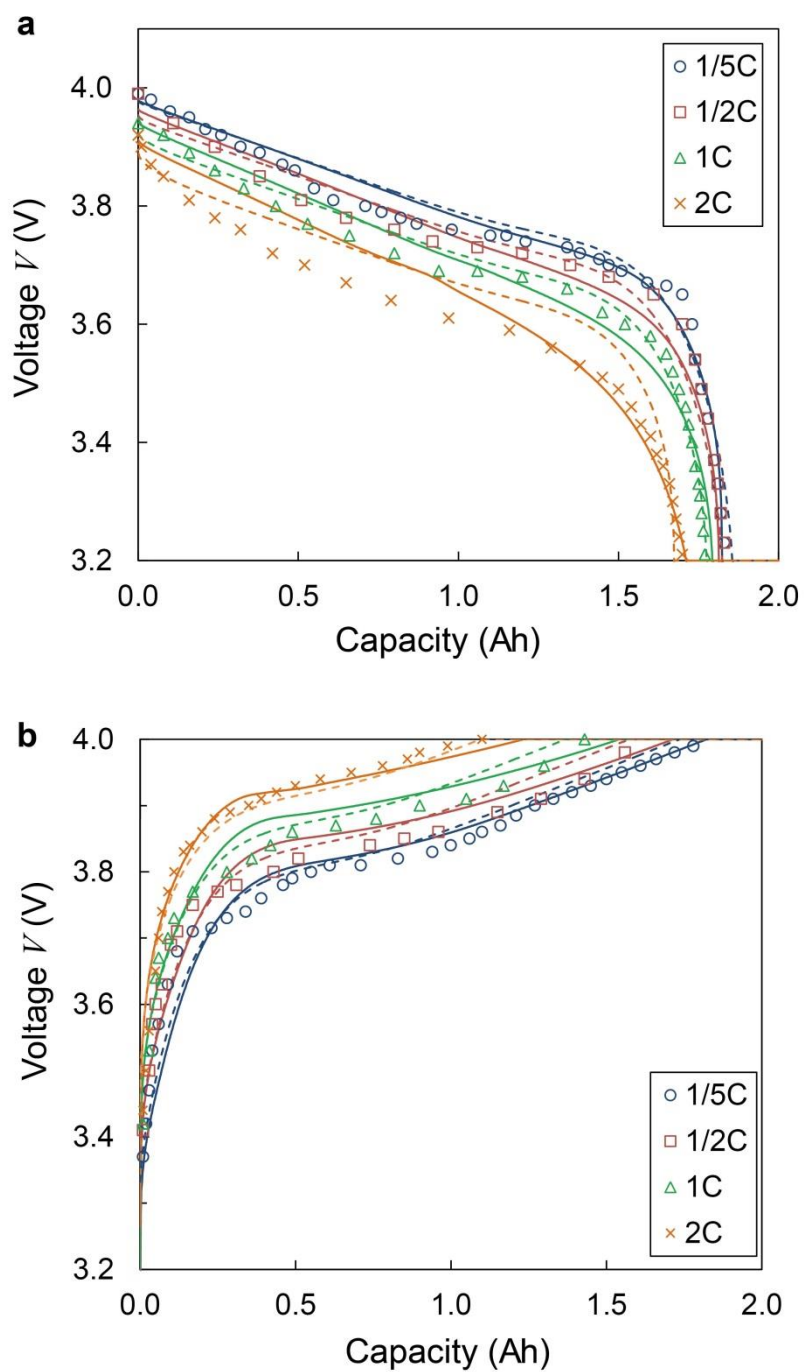 a
1/5C
1/2C
1C
2C
4.0
3.8
3.6
3.4
3.2
Voltage V (V)
0.0 0.5 1.0 1.5 2.0
Capacity (Ah)
b
4.0
3.8
3.6
3.4
3.2
Voltage V (V)
1/5C
1/2C
1C
2C
0.0 0.5 1.0 1.5 2.0
Capacity (Ah)